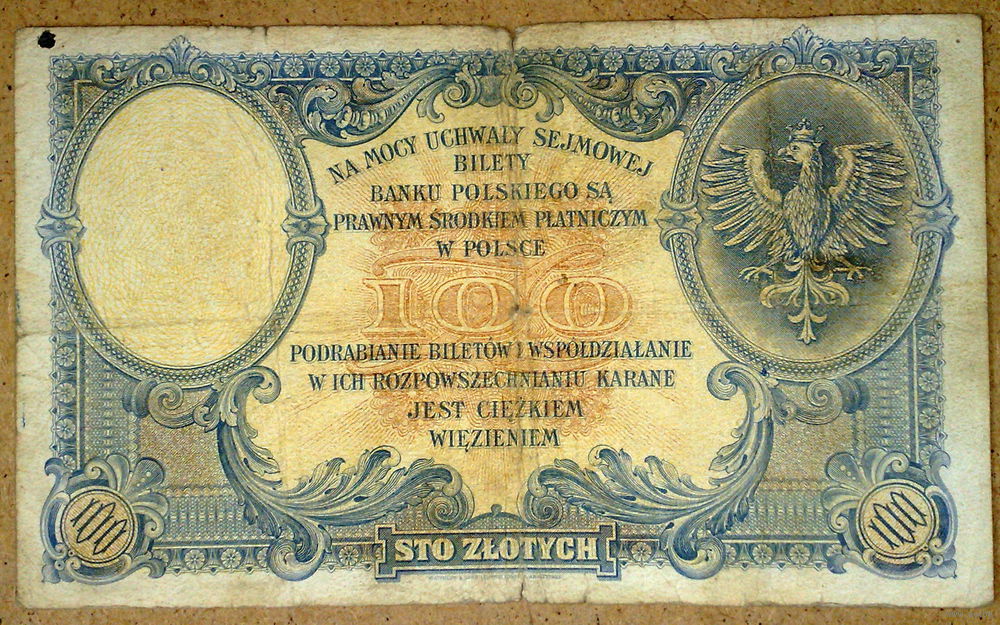 NA MOCY UCHWAŁY SEJMOWEJ
BILETY
BANKU POLSKIEGO SĄ
PRAWNYM ŚRODKIEM PŁATNICZYM
W POLSCE
100
PODRABIANIE BILETÓW I WSPÓŁDZIAŁANIE
W ICH ROZPOWSZECHNIANIU KARANE
JEST CIĘŻKIEM
WIĘZIENIEM
100
100
STO ZŁOTYCH